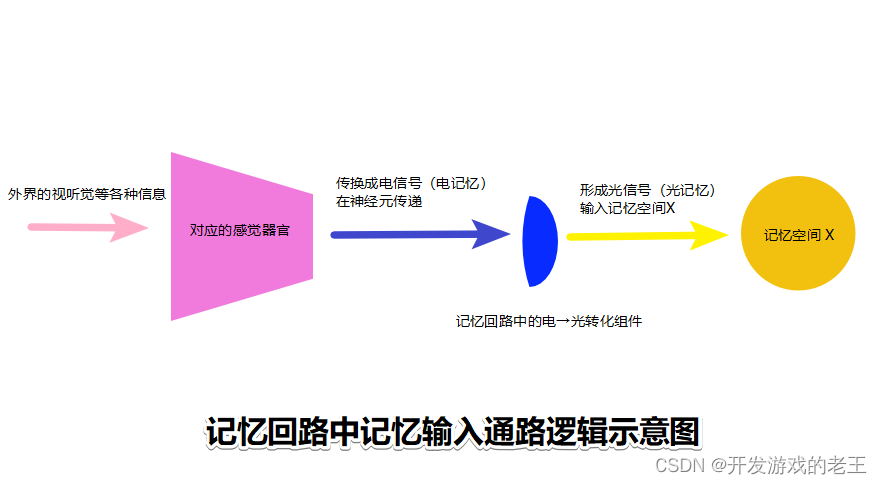 外界的视听觉等各种信息
对应的感觉器官
传换成电信号（电记忆）
在神经元传递
形成光信号（光记忆）
输入记忆空间X
记忆空间 X
记忆回路中的电→光转化组件
记忆回路中记忆输入通路逻辑示意图
CSDN @开发游戏的老王